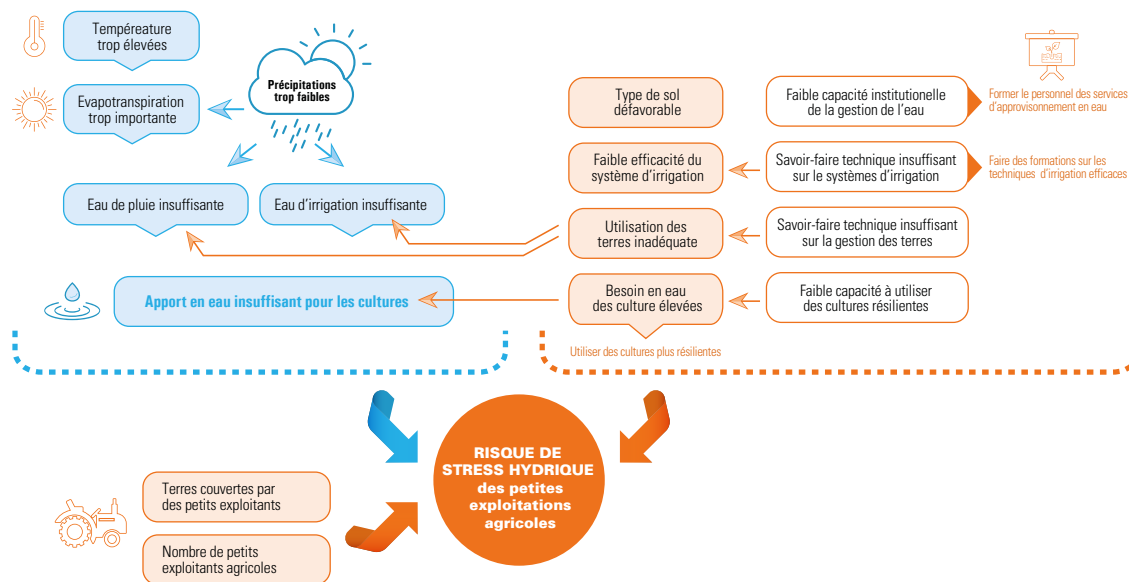 Tempéreature
trop élevées
Evapotranspiration
trop importante
Précipitations
trop faibles
Eau de pluie insuffisante
Eau d'irrigation insuffisante
Apport en eau insuffisant pour les cultures
Type de sol
défavorable
Faible efficacité du
système d'irrigation
Utilisation des
terres inadéquate
Besoin en eau
des culture élevées
Utiliser des cultures plus résilientes
Faible capacité institutionelle
de la gestion de l'eau
Savoir-faire technique insuffisant
sur le systèmes d'irrigation
Savoir-faire technique insuffisant
sur la gestion des terres
Faible capacité à utiliser
des cultures résilientes
Former le personnel des services
d'approvisonnement en eau
Faire des formations sur les
techniques d'irrigation efficaces
RISQUE DE
STRESS HYDRIQUE
des petites
exploitations
agricoles
Terres couvertes par
des petits exploitants
Nombre de petits
exploitants agricoles